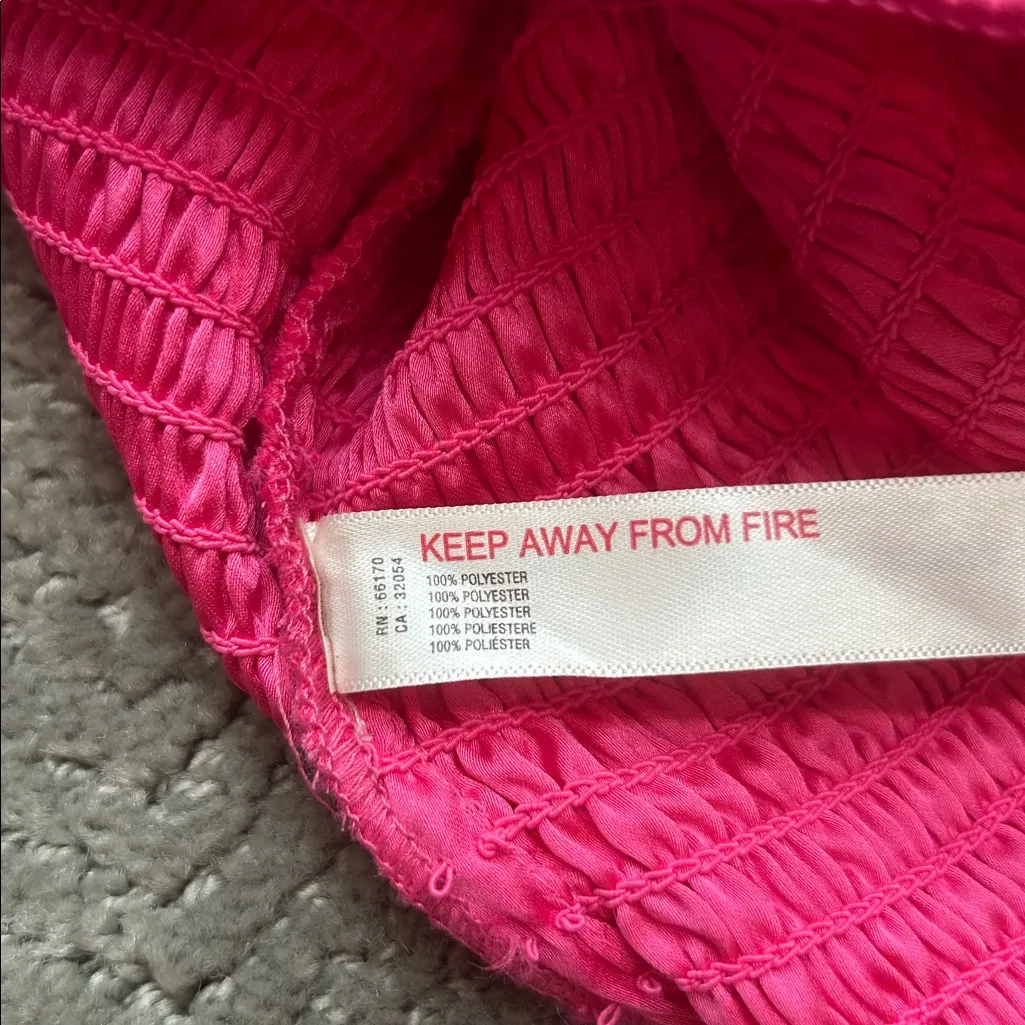 KEEP AWAY FROM FIRE
RN : 66170
CA : 32054
100% POLYESTER
100% POLYESTER
100% POLYESTER
100% POLIESTERE
100% POLIÉSTER